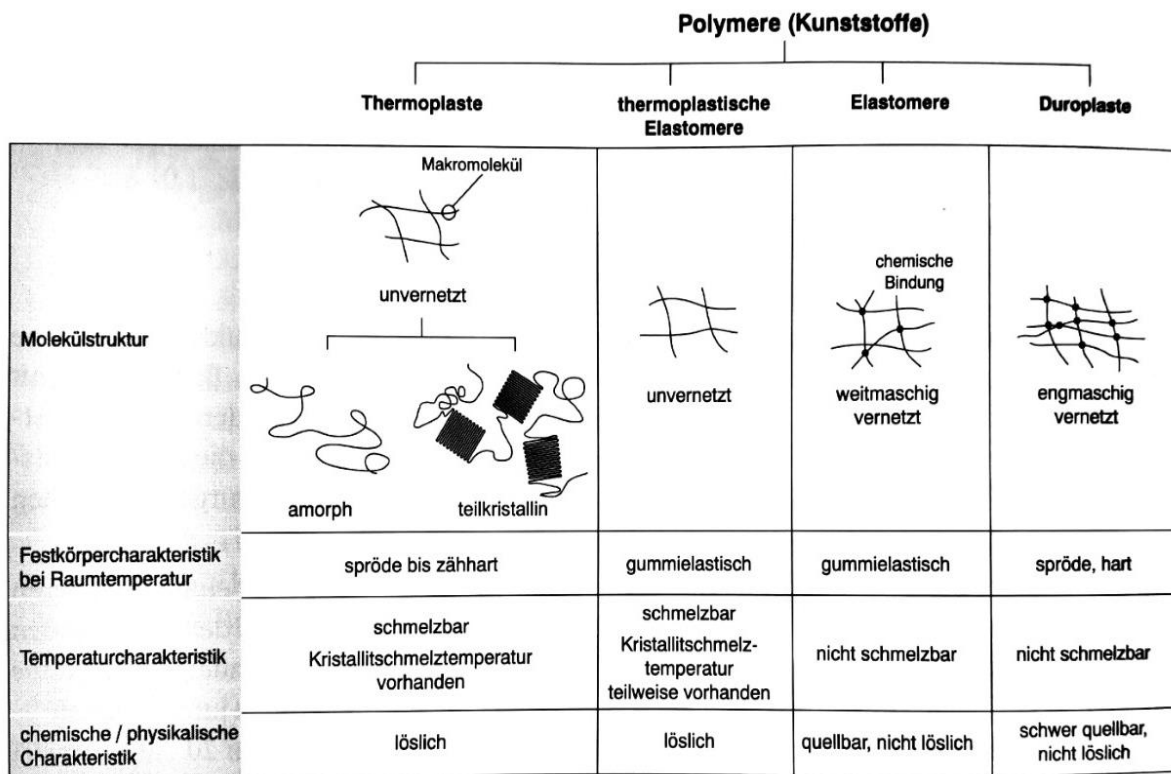 Polymere (Kunststoffe)
Thermoplaste
thermoplastische
Elastomere
Elastomere
Duroplaste
Molekülstruktur
Makromolekül
unvernetzt
amorph
teilkristallin
unvernetzt
chemische
Bindung
weitmaschig
vernetzt
engmaschig
vernetzt
Festkörpercharakteristik
bei Raumtemperatur
spröde bis zähhart
gummielastisch
gummielastisch
spröde, hart
Temperaturcharakteristik
schmelzbar
Kristallitschmelztemperatur
vorhanden
schmelzbar
Kristallitschmelz-
temperatur
teilweise vorhanden
nicht schmelzbar
nicht schmelzbar
chemische / physikalische
Charakteristik
löslich
löslich
quellbar, nicht löslich
schwer quellbar,
nicht löslich